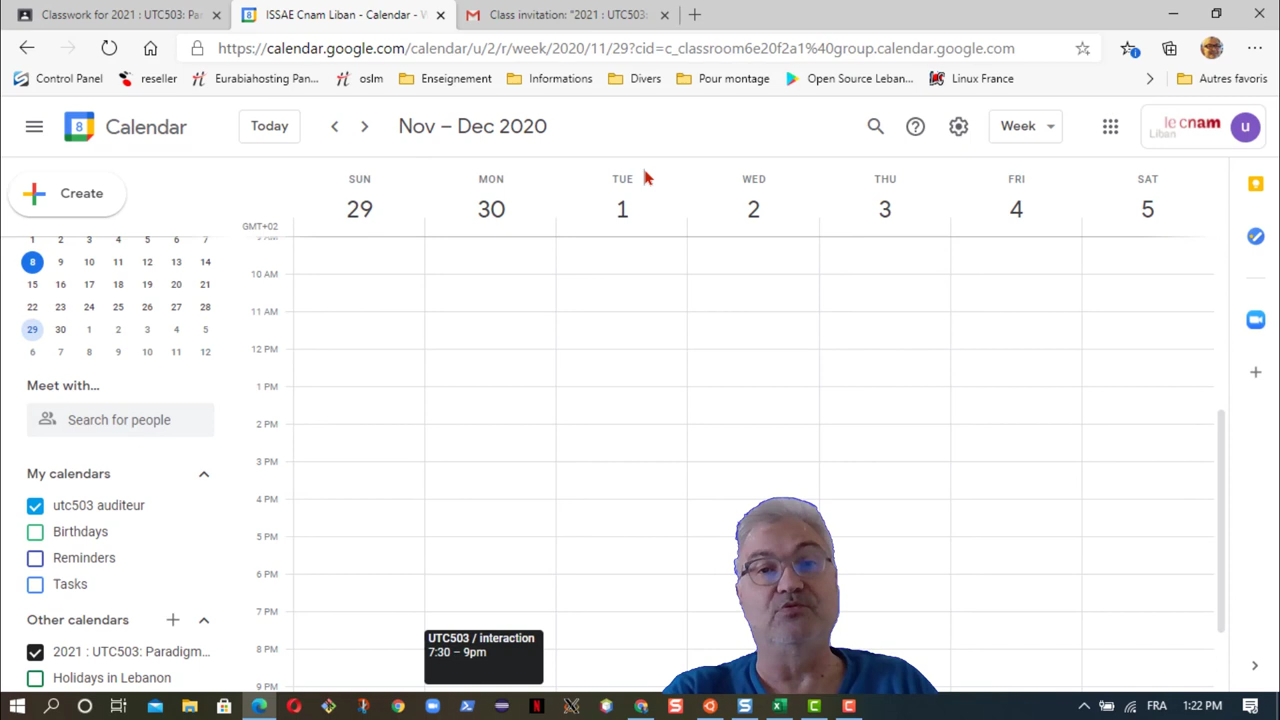 Classwork for 2021 : UTC503: Par
ISSAE Cnam Liban - Calendar - W
Class invitation: "2021 : UTC503:
https://calendar.google.com/calendar/u/2/r/week/2020/11/29?cid=c_classroom6e20f2a1%40group.calendar.google.com
Control Panel
reseller
Eurabiahosting Pan...
oslm
Enseignement
Informations
Divers
Pour montage
Open Source Leban...
Linux France
Autres favoris
8
Calendar
Today
Nov – Dec 2020
Week
le cnam
Liban
u
Create
SUN MON TUE WED THU FRI SAT
29 30 1 2 3 4 5
GMT+02
1 2 3 4 5 6 7
8 9 10 11 12 13 14
15 16 17 18 19 20 21
22 23 24 25 26 27 28
29 30 1 2 3 4 5
6 7 8 9 10 11 12
9 AM
10 AM
11 AM
12 PM
1 PM
2 PM
3 PM
4 PM
5 PM
6 PM
7 PM
8 PM
9 PM
Meet with...
Search for people
My calendars
utc503 auditeur
Birthdays
Reminders
Tasks
Other calendars
2021 : UTC503: Paradigm...
Holidays in Lebanon
UTC503 / interaction
7:30 – 9pm
FRA
1:22 PM